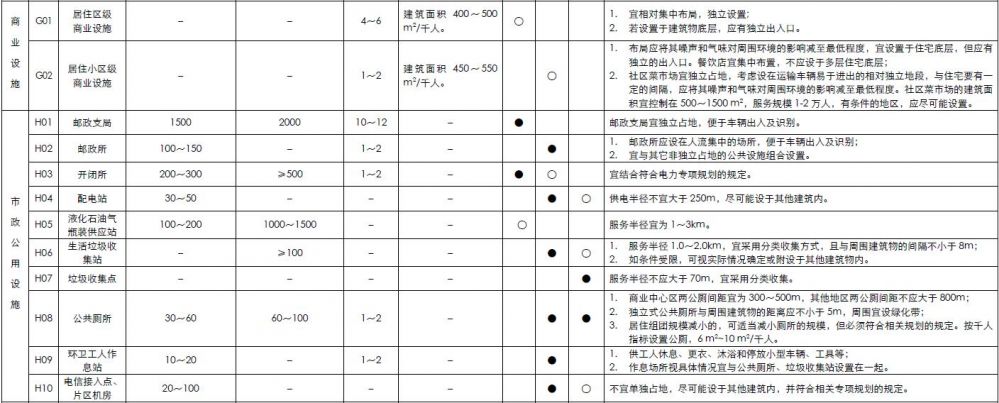 商业设施
G01 居住区级商业设施 – – 4～6 建筑面积 400～500 m²/千人。 ○ 1. 宜相对集中布局，独立设置；
2. 若设置于建筑物底层，应有独立出入口。
G02 居住小区级商业设施 – – 1～2 建筑面积 450～550 m²/千人。 ○ 1. 布局应将其噪声和气味对周围环境的影响减至最低程度，宜设置于住宅底层，但应有
独立的出入口。餐饮店宜集中布置，不应设于多层住宅底层；
2. 社区菜市场宜独立占地，考虑设在运输车辆易于进出的相对独立地段，与住宅要有一
定的间隔，应将其噪声和气味对周围环境的影响减至最低程度。社区菜市场的建筑面
积宜控制在 500～1500 m²，服务规模 1-2 万人，有条件的地区，应尽可能设置。
市政公用设施
H01 邮政支局 1500 2000 10～12 – ● 邮政支局宜独立占地，便于车辆出入及识别。
H02 邮政所 100～150 – 1～2 – ● 1. 邮政所应设在人流集中的场所，便于车辆出入及识别；
2. 宜与其它非独立占地的公共设施组合设置。
H03 开闭所 200～300 ≥500 1～2 – ● ○ 宜结合符合电力专项规划的规定。
H04 配电站 30～50 – – – ● ○ 供电半径不宜大于 250m，尽可能设于其他建筑内。
H05 液化石油气瓶装供应站 100～200 1000～1500 – – ○ 服务半径宜为 1～3km。
H06 生活垃圾收集站 – ≥100 – – ● ○ 1. 服务半径 1.0～2.0km，宜采用分类收集方式，且与周围建筑物的间隔不小于 8m；
2. 如条件受限，可视实际情况确定或附设于其他建筑物内。
H07 垃圾收集点 – – – – ● 服务半径不应大于 70m，宜采用分类收集。
H08 公共厕所 30～60 60～100 1～2 – ● ● 1. 商业中心区两公厕间距宜为 300～500m，其他地区两公厕间距不应大于 800m；
2. 独立式公共厕所与周围建筑物的距离应不小于 5m，周围宜设绿化带；
3. 居住组团规模减小的，可适当减小厕所的规模，但必须符合相关规划的规定。按千人
指标设置公厕，6 m²~10 m²/千人。
H09 环卫工人作息站 10～20 – 1～2 – ● 1. 供工人休息、更衣、沐浴和停放小型车辆、工具等；
2. 作息场所视具体情况宜与公共厕所、垃圾收集站设置在一起。
H10 电信接入点、片区机房 20～100 – – – ● ○ 不宜单独占地，尽可能设于其他建筑内，并符合相关专项规划的规定。